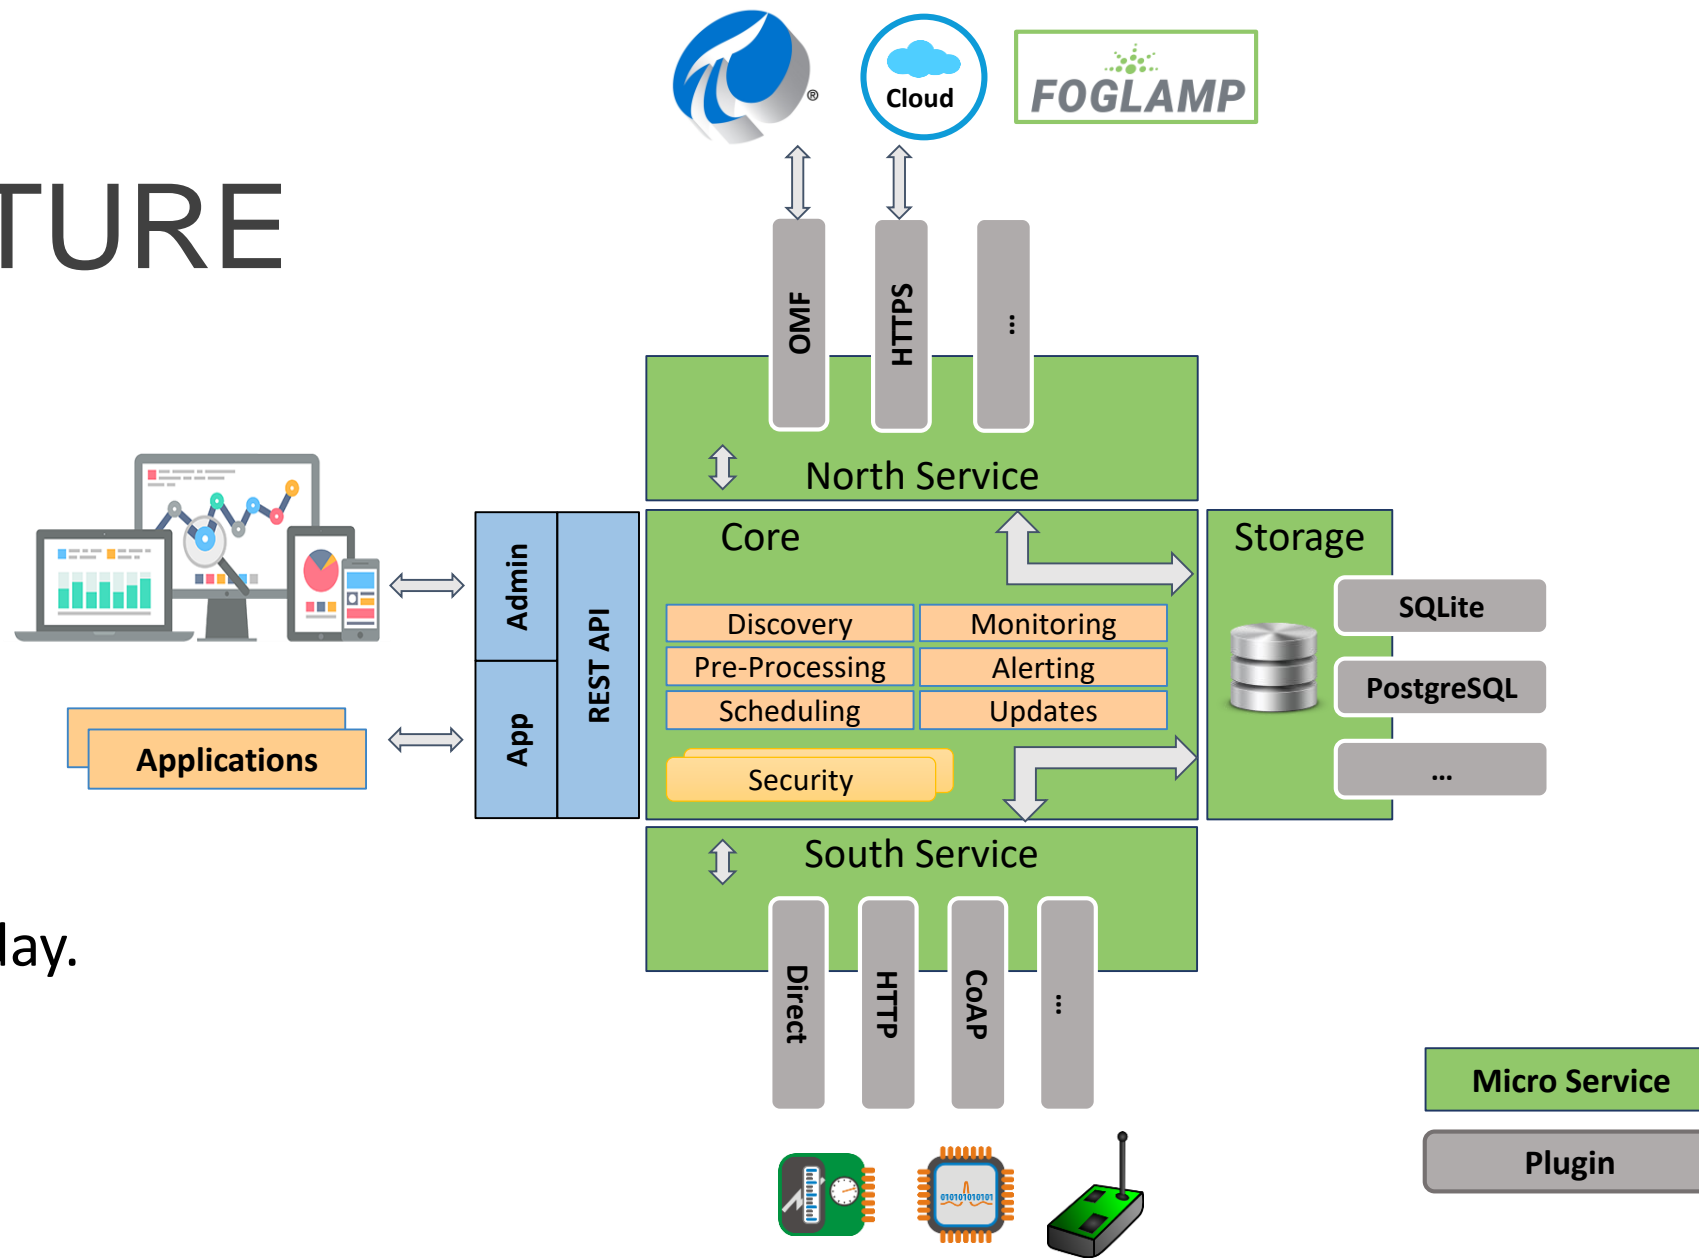 ®
Cloud
FOGLAMP
TURE
OMF
HTTPS
...
North Service
Admin
App
REST API
Core
Storage
Discovery
Monitoring
Pre-Processing
Alerting
Scheduling
Updates
Security
SQLite
PostgreSQL
...
Applications
South Service
lay.
Direct
HTTP
CoAP
...
Micro Service
Plugin
010101010101